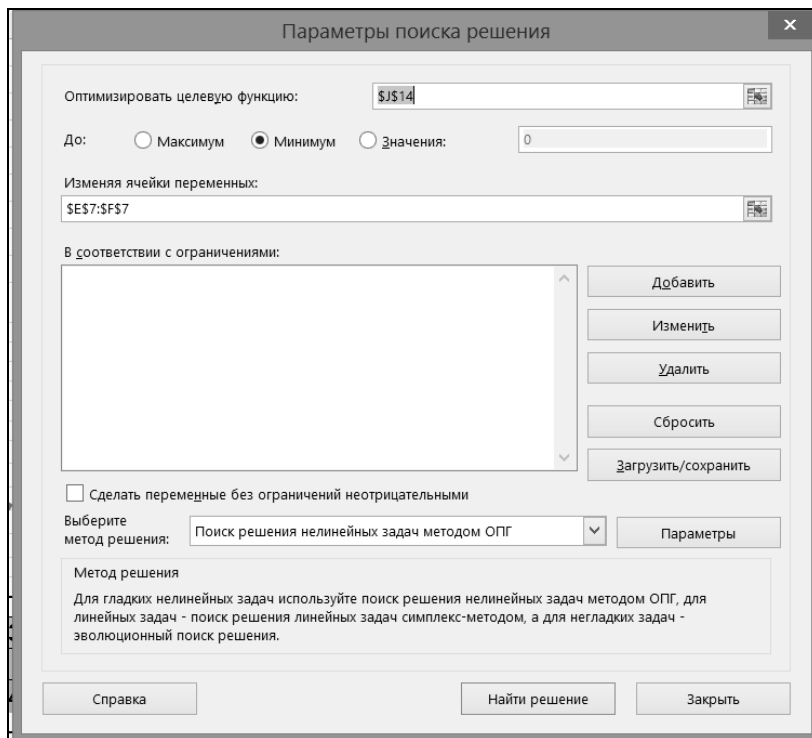 Параметры поиска решения
Оптимизировать целевую функцию: $J$14
До: Максимум Минимум Значения: 0
Изменяя ячейки переменных:
$E$7:$F$7
В соответствии с ограничениями:
Добавить
Изменить
Удалить
Сбросить
Загрузить/сохранить
Сделать переменные без ограничений неотрицательными
Выберите
метод решения:
Поиск решения нелинейных задач методом ОПГ
Параметры
Метод решения
Для гладких нелинейных задач используйте поиск решения нелинейных задач методом ОПГ, для
линейных задач - поиск решения линейных задач симплекс-методом, а для негладких задач -
эволюционный поиск решения.
Справка Найти решение Закрыть